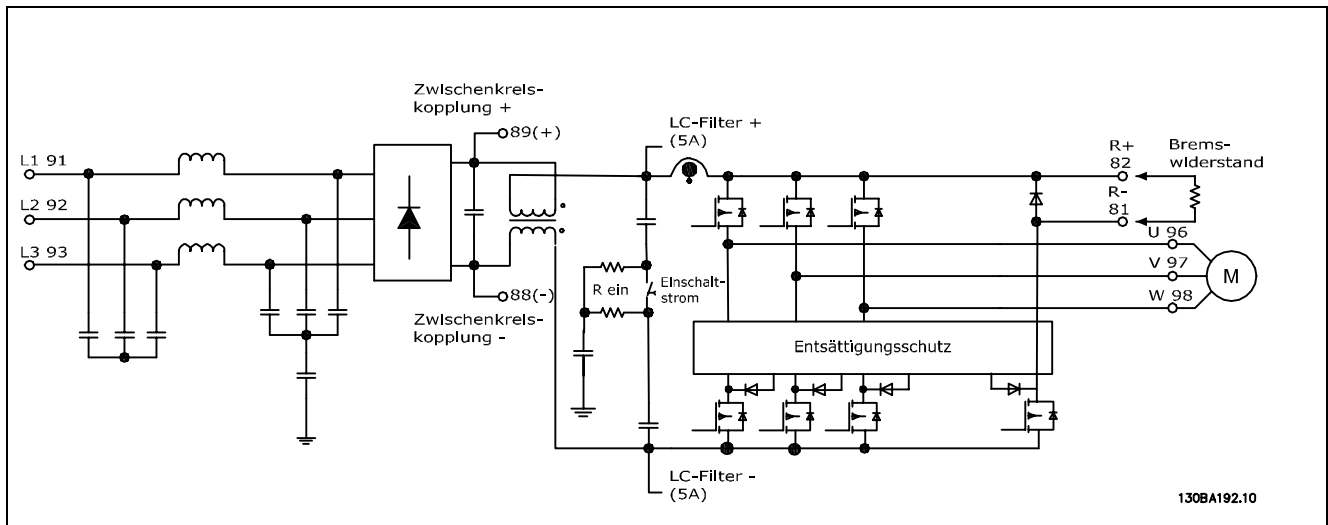 Zwischenkreis-
kopplung +
89(+)
LC-Filter +
(5A)
L1 91
L2 92
L3 93
R+
82
Brems-
widerstand
R-
81
U 96
V 97
W 98
M
R ein
Einschalt-
strom
88(-)
Zwischenkreis-
kopplung -
Entsättigungsschutz
LC-Filter -
(5A)
130BA192.10